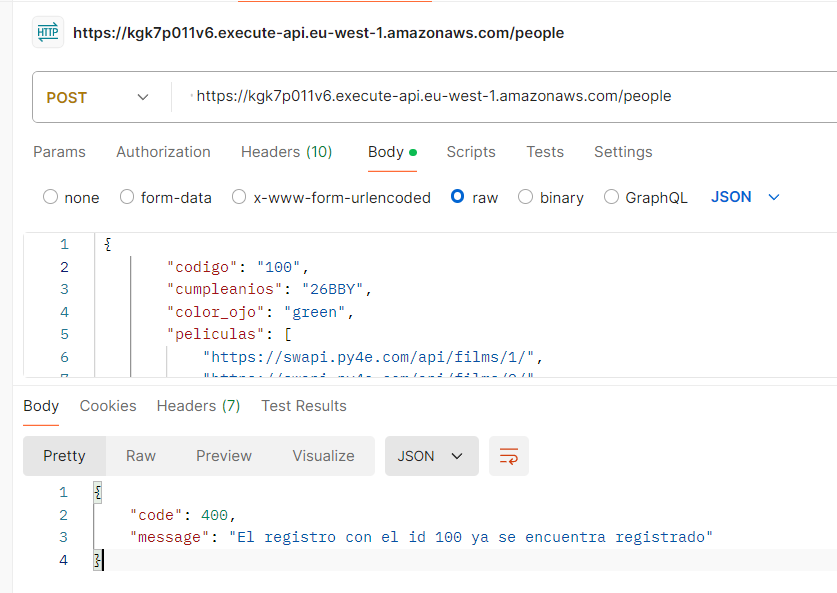 HTTP https://kgk7p011v6.execute-api.eu-west-1.amazonaws.com/people
POST https://kgk7p011v6.execute-api.eu-west-1.amazonaws.com/people
Params Authorization Headers (10) Body Scripts Tests Settings
none form-data x-www-form-urlencoded raw binary GraphQL JSON
1 {
2 "codigo": "100",
3 "cumpleanios": "26BBY",
4 "color_ojo": "green",
5 "peliculas": [
6 "https://swapi.py4e.com/api/films/1/",
Body Cookies Headers (7) Test Results
Pretty Raw Preview Visualize JSON
1 {
2 "code": 400,
3 "message": "El registro con el id 100 ya se encuentra registrado"
4 }